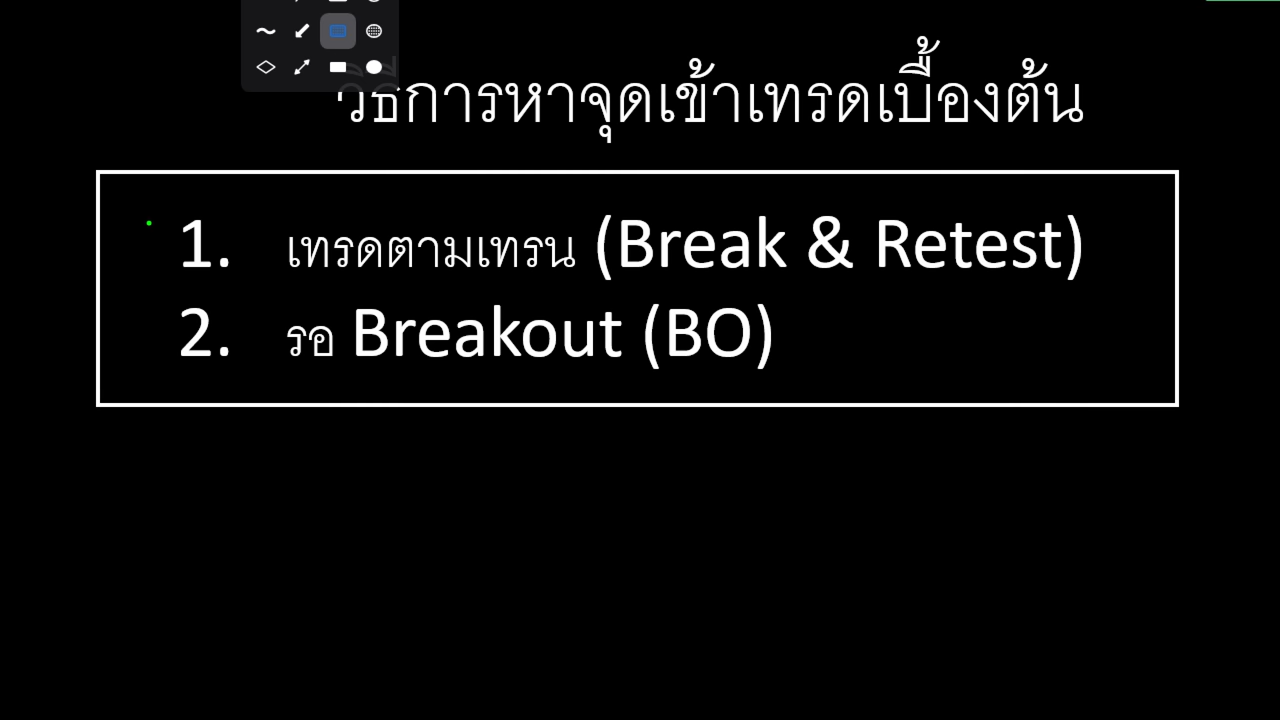 วิธีการหาจุดเข้าเทรดเบื้องต้น
1. เทรดตามเทรน (Break & Retest)
2. รอ Breakout (BO)